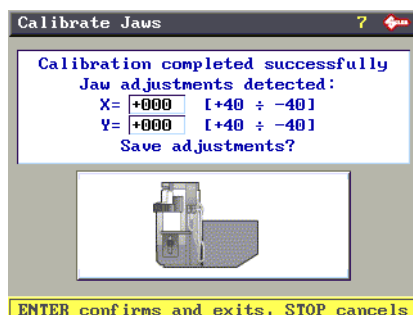 Calibrate Jaws 7
Calibration completed successfully
Jaw adjustments detected:
X= +000 [+40 ÷ -40]
Y= +000 [+40 ÷ -40]
Save adjustments?
ENTER confirms and exits, STOP cancels